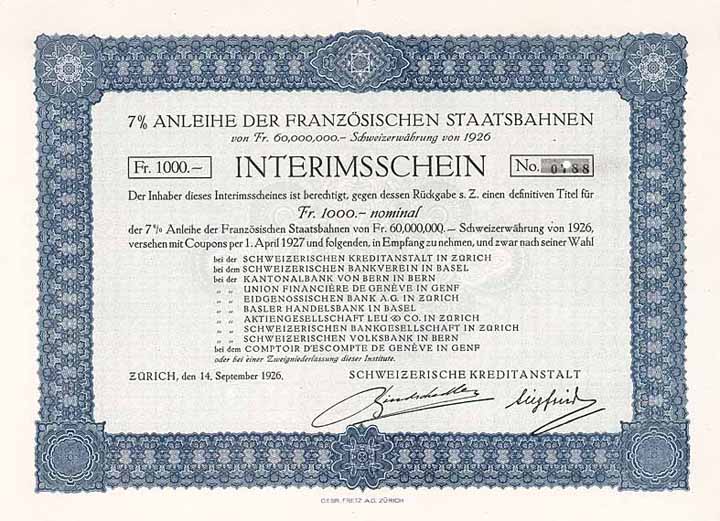 7% ANLEIHE DER FRANZÖSISCHEN STAATSBAHNEN
von Fr. 60,000,000.– Schweizerwährung von 1926
Fr. 1000.–
INTERIMSSCHEIN
No. 0188
Der Inhaber dieses Interimsscheines ist berechtigt, gegen dessen Rückgabe s. Z. einen definitiven Titel für
Fr. 1000.– nominal
der 7% Anleihe der Französischen Staatsbahnen von Fr. 60,000,000.– Schweizerwährung von 1926,
versehen mit Coupons per 1. April 1927 und folgenden, in Empfang zu nehmen, und zwar nach seiner Wahl
bei der SCHWEIZERISCHEN KREDITANSTALT IN ZÜRICH
bei dem SCHWEIZERISCHEN BANKVEREIN IN BASEL
bei der KANTONALBANK VON BERN IN BERN
„ „ UNION FINANCIÈRE DE GENÈVE IN GENF
„ „ EIDGENÖSSISCHEN BANK A.G. IN ZÜRICH
„ „ BASLER HANDELSBANK IN BASEL
„ „ AKTIENGESELLSCHAFT LEU & CO. IN ZÜRICH
„ „ SCHWEIZERISCHEN BANKGESELLSCHAFT IN ZÜRICH
„ „ SCHWEIZERISCHEN VOLKSBANK IN BERN
bei dem COMPTOIR D'ESCOMPTE DE GENÈVE IN GENF
oder bei einer Zweigniederlassung dieser Institute.
ZÜRICH, den 14. September 1926.
SCHWEIZERISCHE KREDITANSTALT
Siegfried
GEBR. FRETZ A.G. ZÜRICH